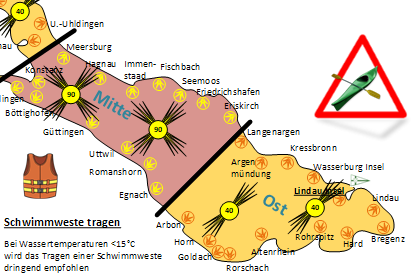 40
U.-Uhldingen
Meersburg
Hagnau
Immen-
staad
Fischbach
Seemoos
Friedrichshafen
Eriskirch
Konstanz
Böttighofen
Güttingen
Uttwil
Romanshorn
Egnach
90
Mitte
90
Langenargen
Kressbronn
Argen
mündung
Wasserburg Insel
Lindau Insel
Lindau
40
40
Ost
Arbon
Horn
Goldach
Rorschach
Altenrhein
Rohrspitz
Hard
Bregenz
Schwimmweste tragen
Bei Wassertemperaturen <15°C
wird das Tragen einer Schwimmweste
dringend empfohlen